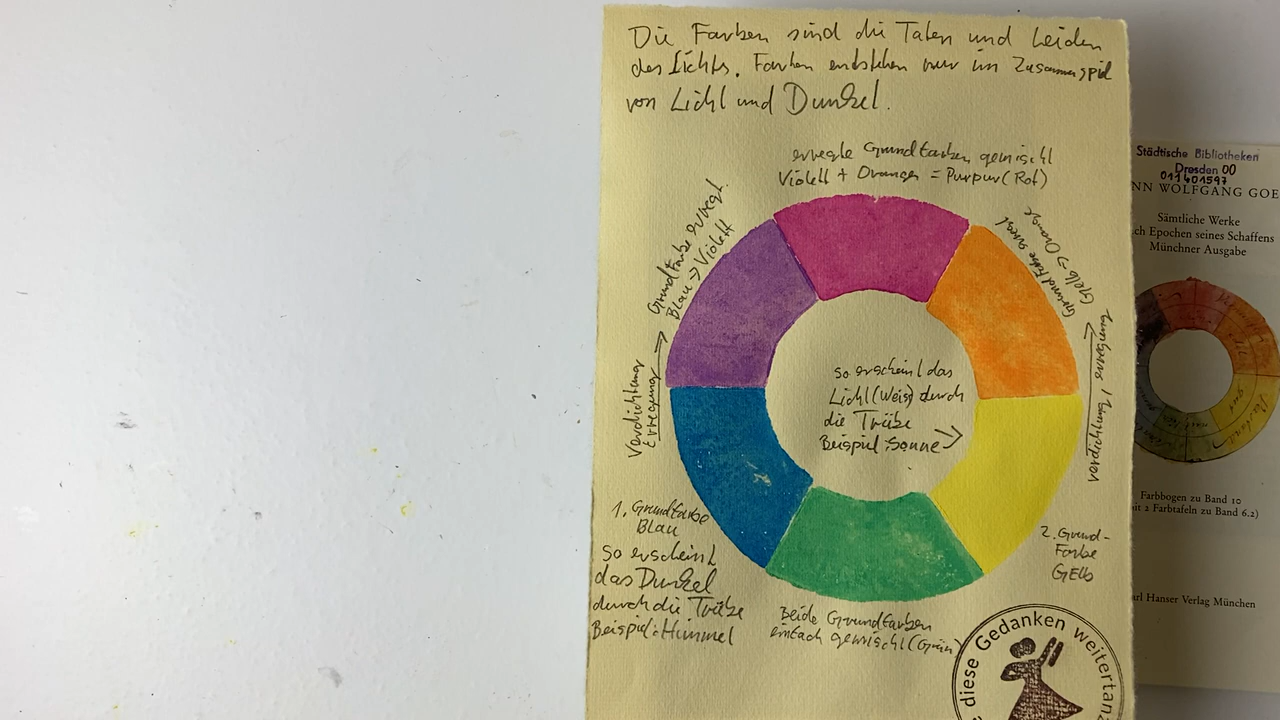 Die Farben sind die Taten und Leiden
des Lichts. Farben entstehen nur im Zusammenspiel
von Licht und Dunkel.
erregte Grundfarben gemischt
Violett + Orange = Purpur (Rot)
Grundfarbe erregt
Blau → Violett
Grundfarbe erregt
Gelb → Orange
Verdichtung
Erregung
Verdichtung / Erregung
so erscheint das
Licht (Weiß) durch
die Trübe
Beispiel: Sonne
1. Grundfarbe
Blau
so erscheint
das Dunkel
durch die Trübe
Beispiel: Himmel
Beide Grundfarben
einfach gemischt (Grün)
2. Grund-
Farbe
GElb
diese Gedanken weitertan
Städtische Bibliotheken
Dresden 00
011401597
NN WOLFGANG GOE
Sämtliche Werke
ch Epochen seines Schaffens
Münchner Ausgabe
Farbbogen zu Band 10
it 2 Farbtafeln zu Band 6.2)
arl Hanser Verlag München